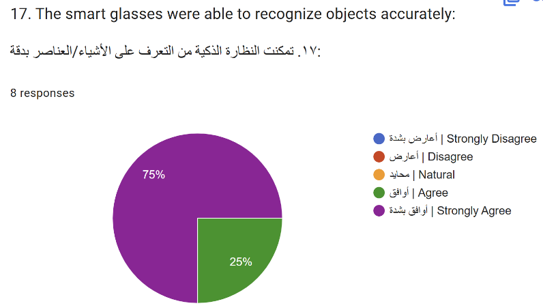 17. The smart glasses were able to recognize objects accurately:
١٧. تمكنت النظارة الذكية من التعرف على الأشياء/العناصر بدقة:
8 responses
أعارض بشدة | Strongly Disagree
أعارض | Disagree
محايد | Natural
أوافق | Agree
أوافق بشدة | Strongly Agree
75%
25%